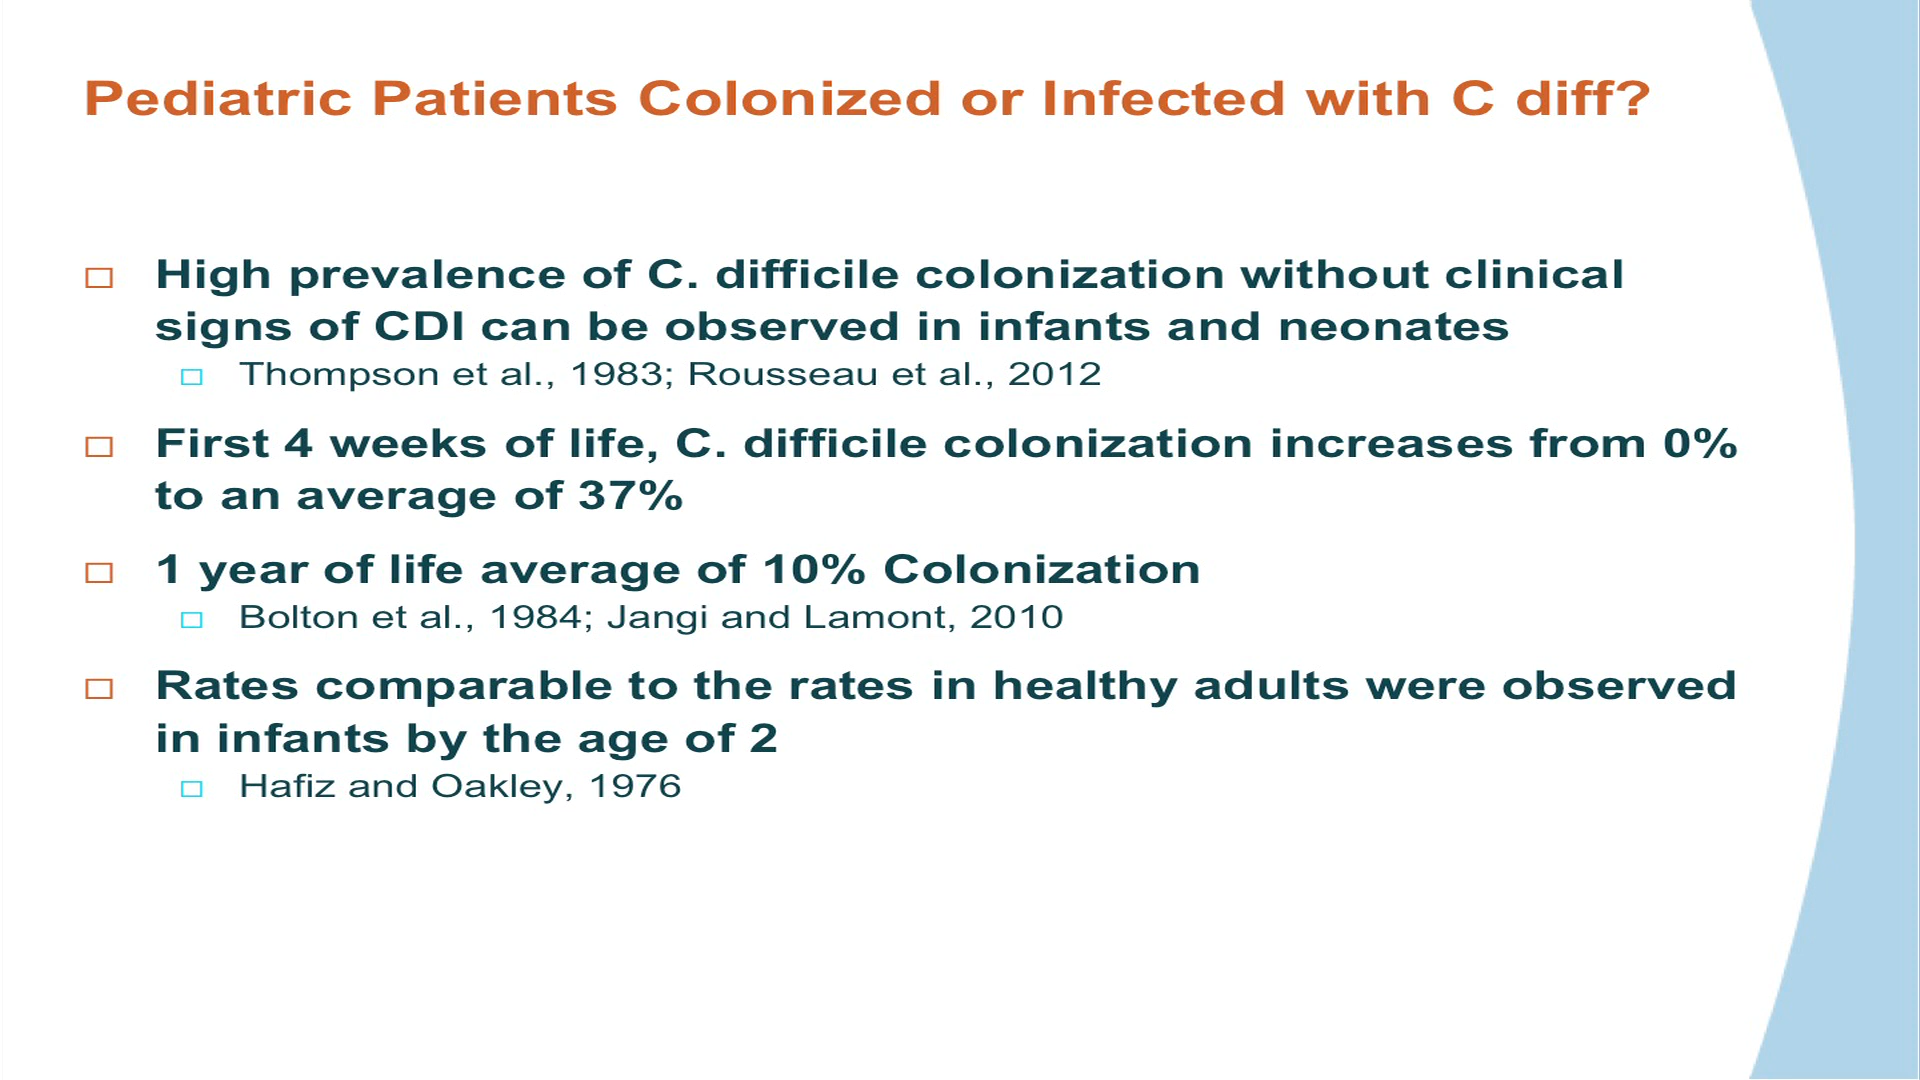 Pediatric Patients Colonized or Infected with C diff?
High prevalence of C. difficile colonization without clinical
signs of CDI can be observed in infants and neonates
Thompson et al., 1983; Rousseau et al., 2012
First 4 weeks of life, C. difficile colonization increases from 0%
to an average of 37%
1 year of life average of 10% Colonization
Bolton et al., 1984; Jangi and Lamont, 2010
Rates comparable to the rates in healthy adults were observed
in infants by the age of 2
Hafiz and Oakley, 1976